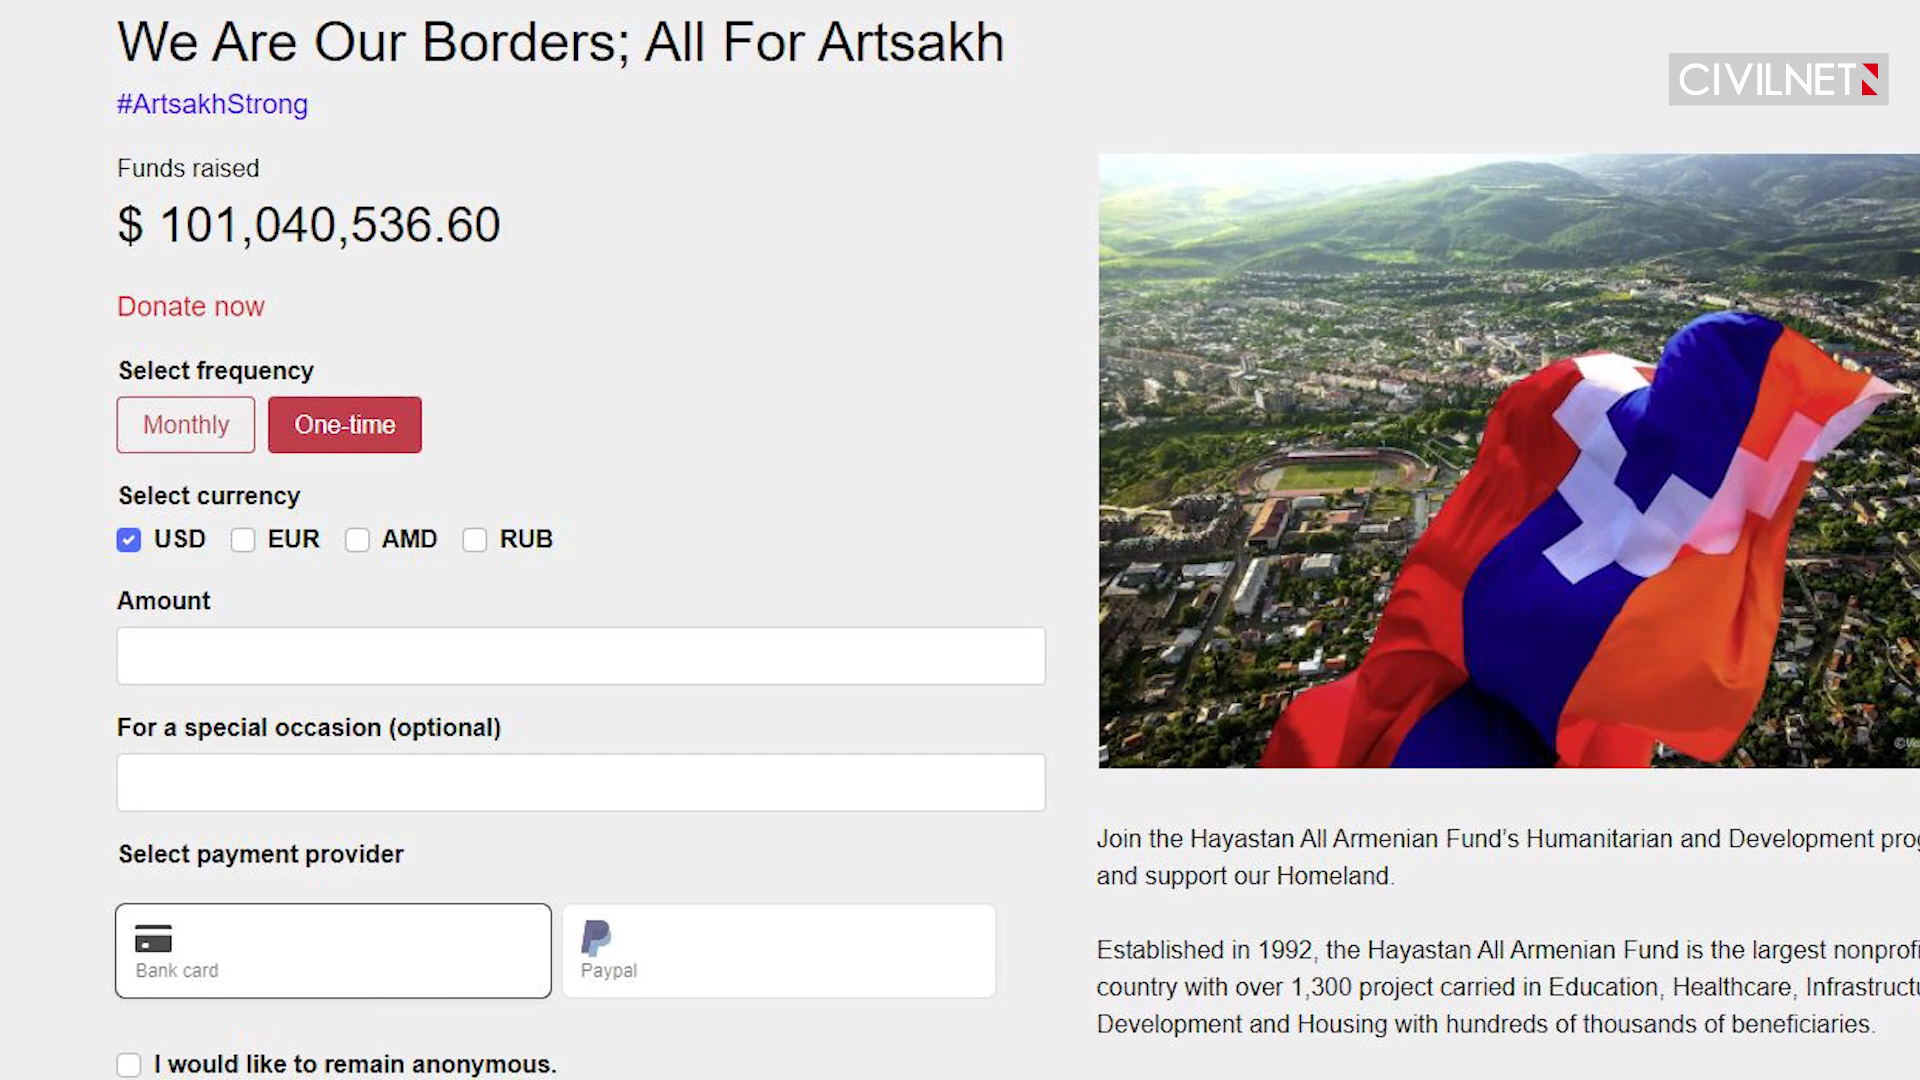 We Are Our Borders; All For Artsakh
CIVILNET
#ArtsakhStrong
Funds raised
$ 101,040,536.60
Donate now
Select frequency
Monthly One-time
Select currency
USD EUR AMD RUB
Amount
For a special occasion (optional)
Select payment provider
Bank card Paypal
I would like to remain anonymous.
Join the Hayastan All Armenian Fund’s Humanitarian and Development
and support our Homeland.
Established in 1992, the Hayastan All Armenian Fund is the largest
country with over 1,300 project carried in Education, Healthcare,
Development and Housing with hundreds of thousands of beneficiaries.